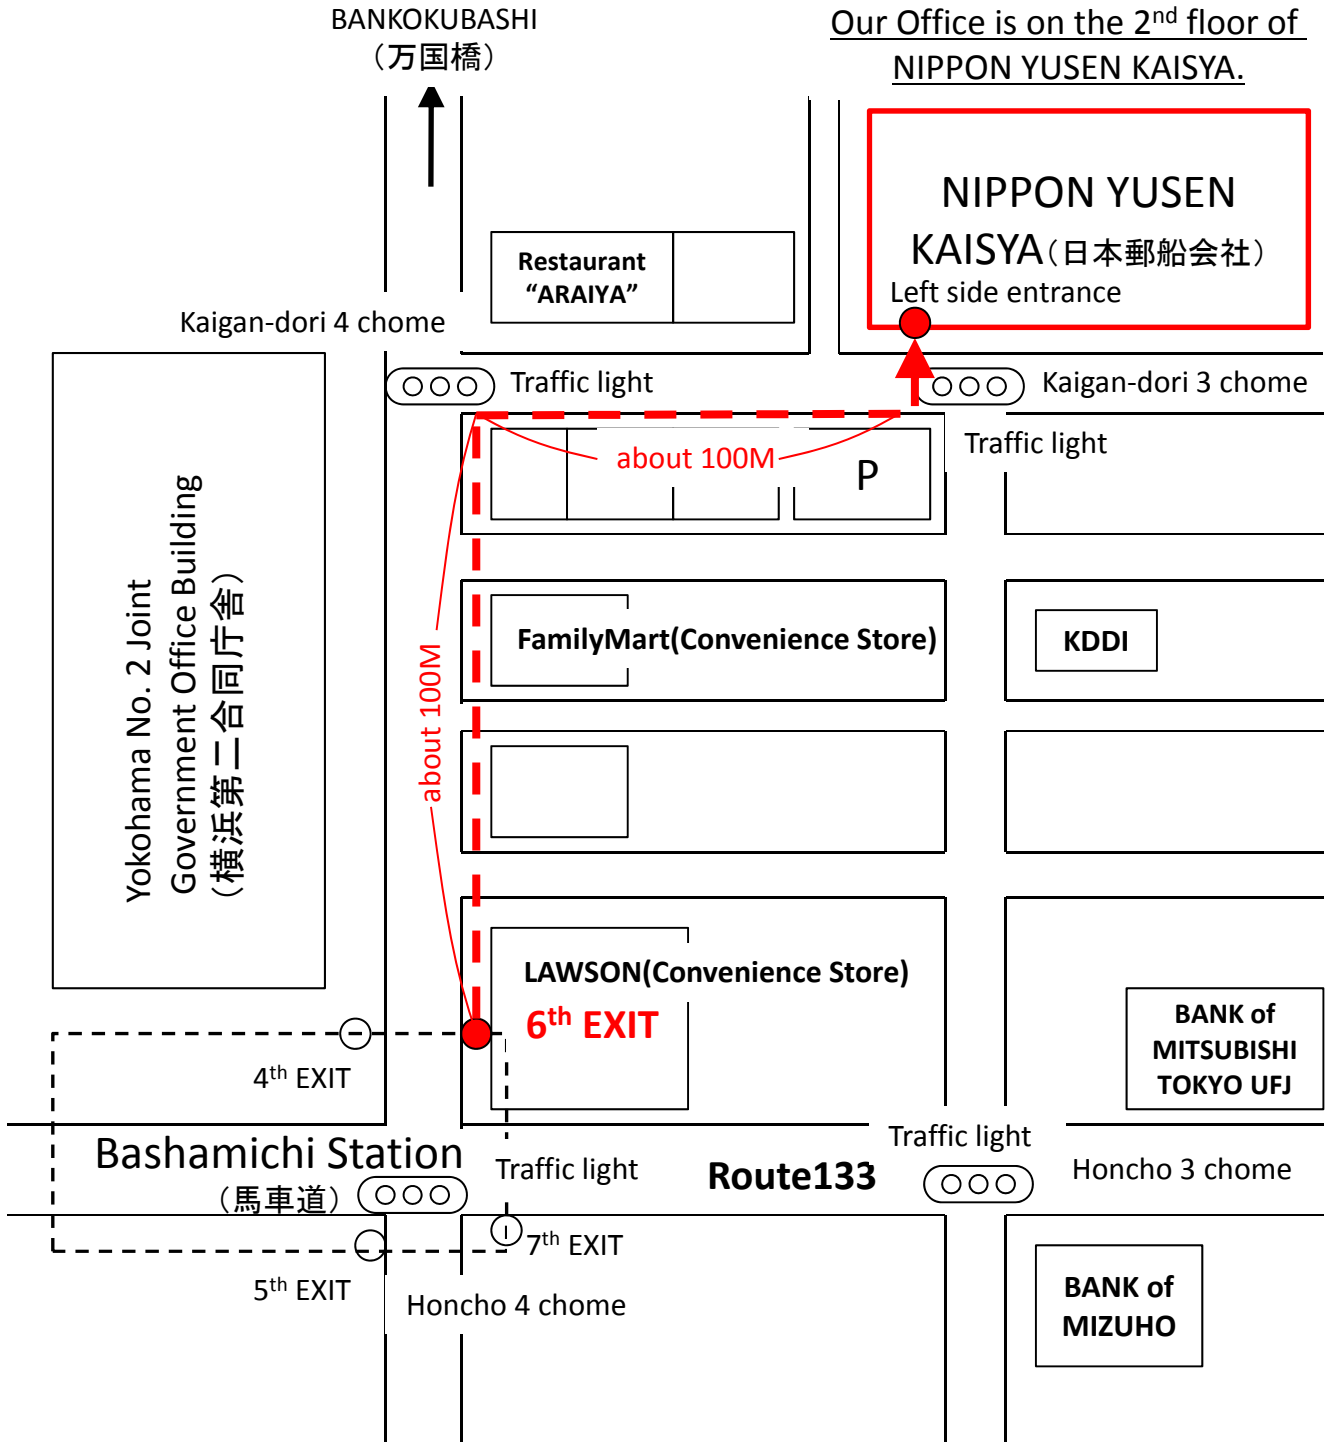 BANKOKUBASHI
（万国橋）
Our Office is on the 2nd floor of
NIPPON YUSEN KAISYA.
NIPPON YUSEN
KAISYA（日本郵船会社）
Left side entrance
Restaurant
“ARAIYA”
Kaigan-dori 4 chome
Traffic light
Kaigan-dori 3 chome
Traffic light
about 100M
P
Yokohama No. 2 Joint
Government Office Building
（横浜第二合同庁舎）
about 100M
FamilyMart(Convenience Store)
KDDI
LAWSON(Convenience Store)
6th EXIT
BANK of
MITSUBISHI
TOKYO UFJ
4th EXIT
Bashamichi Station
（馬車道）
Traffic light
Route133
Traffic light
Honcho 3 chome
7th EXIT
5th EXIT
Honcho 4 chome
BANK of
MIZUHO